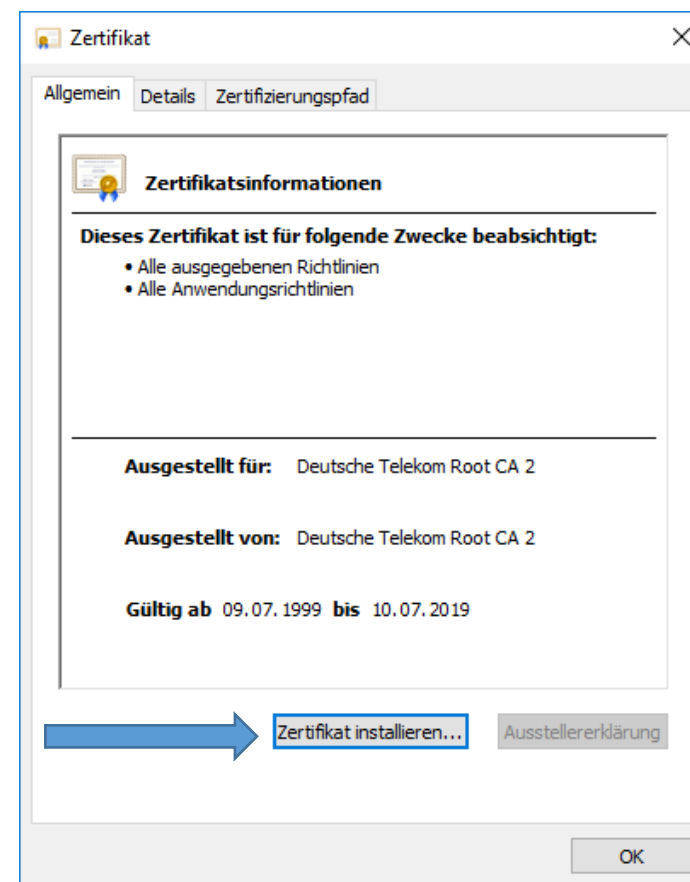 Zertifikat
Allgemein Details Zertifizierungspfad
Zertifikatsinformationen
Dieses Zertifikat ist für folgende Zwecke beabsichtigt:
• Alle ausgegebenen Richtlinien
• Alle Anwendungsrichtlinien
Ausgestellt für: Deutsche Telekom Root CA 2
Ausgestellt von: Deutsche Telekom Root CA 2
Gültig ab 09.07.1999 bis 10.07.2019
Zertifikat installieren... Ausstellererklärung
OK